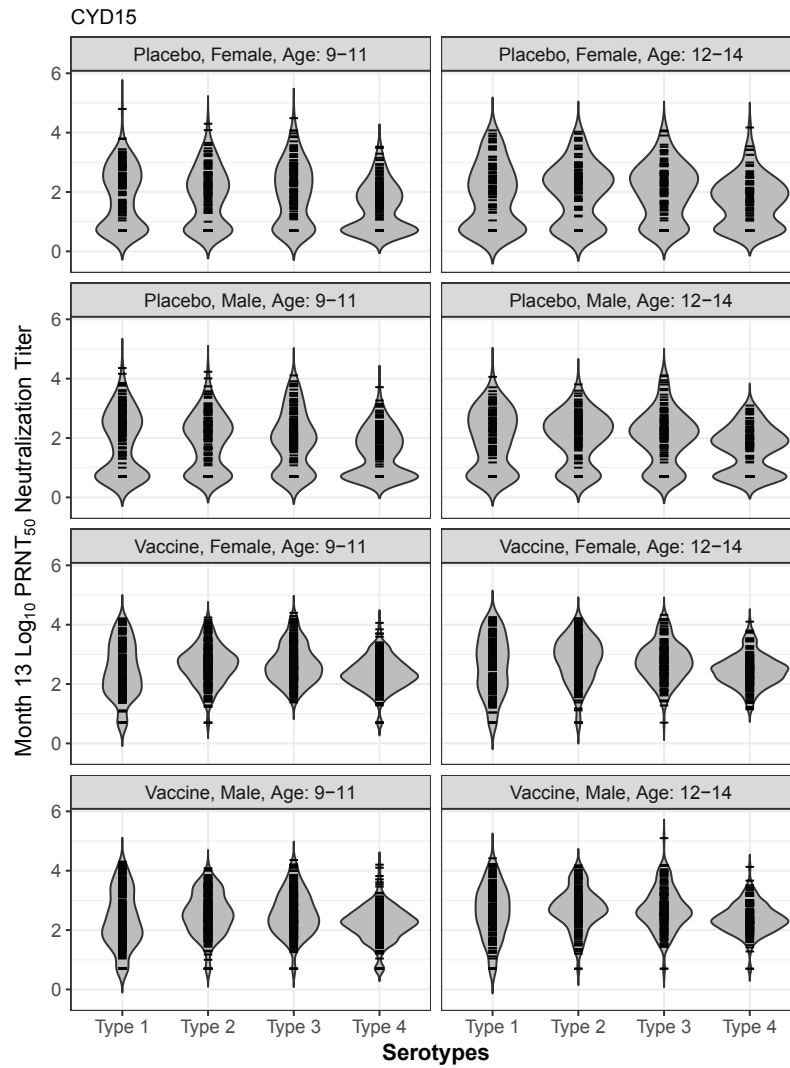 CYD15
Placebo, Female, Age: 9−11
Placebo, Female, Age: 12−14
6
4
2
0
Placebo, Male, Age: 9−11
Placebo, Male, Age: 12−14
6
4
2
0
Vaccine, Female, Age: 9−11
Vaccine, Female, Age: 12−14
6
4
2
0
Vaccine, Male, Age: 9−11
Vaccine, Male, Age: 12−14
6
4
2
0
Month 13 Log₁₀ PRNT₅₀ Neutralization Titer
Type 1 Type 2 Type 3 Type 4 Type 1 Type 2 Type 3 Type 4
Serotypes